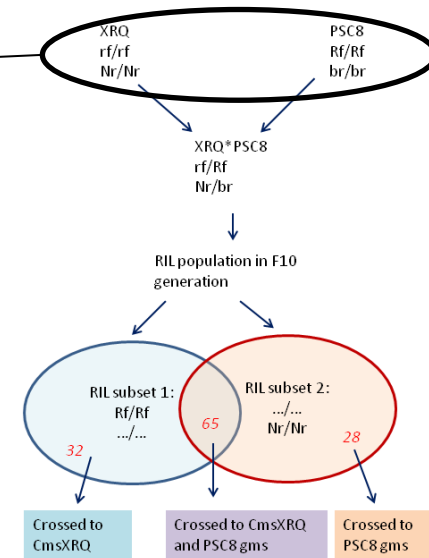 XRQ
rf/rf
Nr/Nr
PSC8
Rf/Rf
br/br
XRQ*PSC8
rf/Rf
Nr/br
RIL population in F10
generation
RIL subset 1:
Rf/Rf
.../...
RIL subset 2:
.../...
Nr/Nr
32
65
28
Crossed to
CmsXRQ
Crossed to CmsXRQ
and PSC8 gms
Crossed to
PSC8 gms